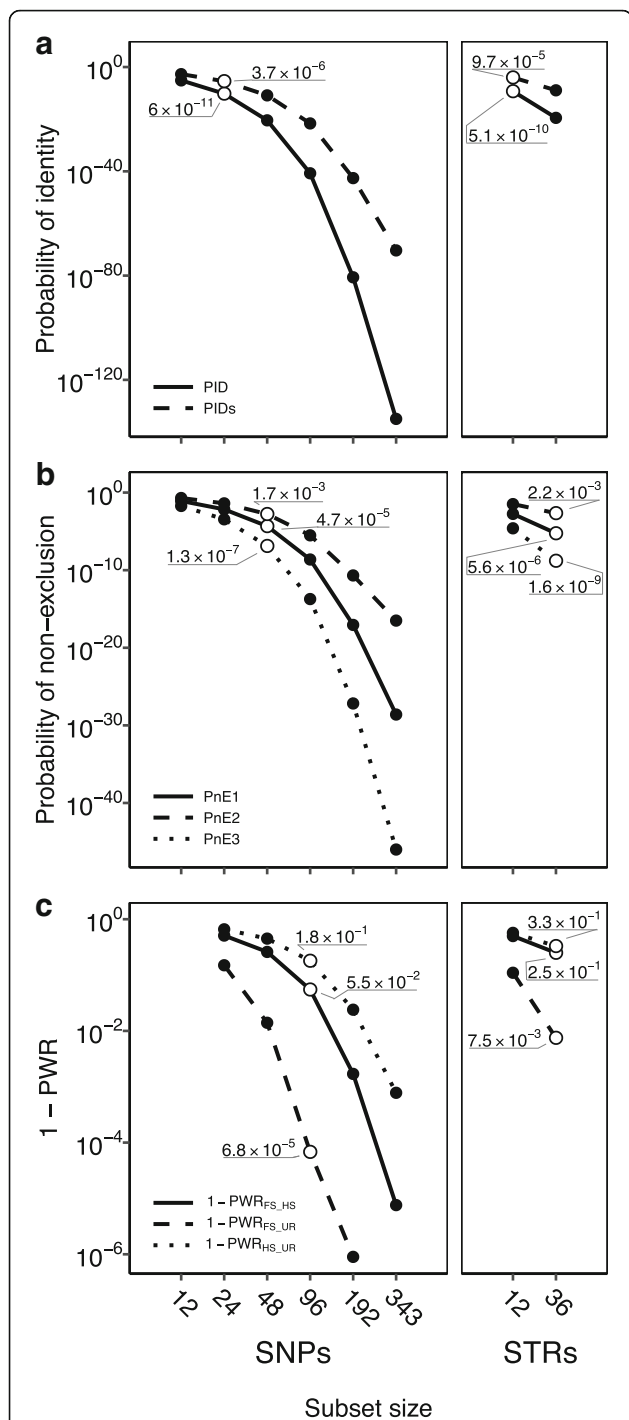 a
Probability of identity
10⁰
10⁻⁴⁰
10⁻⁸⁰
10⁻¹²⁰
3.7 × 10⁻⁶
6 × 10⁻¹¹
9.7 × 10⁻⁵
5.1 × 10⁻¹⁰
PID
PIDs
b
Probability of non−exclusion
10⁰
10⁻¹⁰
10⁻²⁰
10⁻³⁰
10⁻⁴⁰
1.7 × 10⁻³
4.7 × 10⁻⁵
1.3 × 10⁻⁷
2.2 × 10⁻³
5.6 × 10⁻⁶
1.6 × 10⁻⁹
PnE1
PnE2
PnE3
c
1 − PWR
10⁰
10⁻²
10⁻⁴
10⁻⁶
1.8 × 10⁻¹
5.5 × 10⁻²
6.8 × 10⁻⁵
3.3 × 10⁻¹
2.5 × 10⁻¹
7.5 × 10⁻³
1 − PWR_FS_HS
1 − PWR_FS_UR
1 − PWR_HS_UR
12 24 48 96 192 343
12 36
SNPs STRs
Subset size